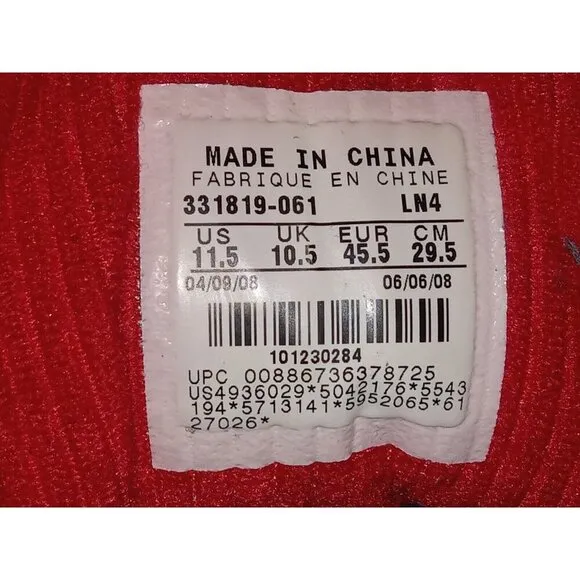 MADE IN CHINA
FABRIQUE EN CHINE
331819-061 LN4
US UK EUR CM
11.5 10.5 45.5 29.5
04/09/08 06/06/08
101230284
UPC 00886736378725
US4936029*5042176*5543
194*5713141*5952065*61
27026*